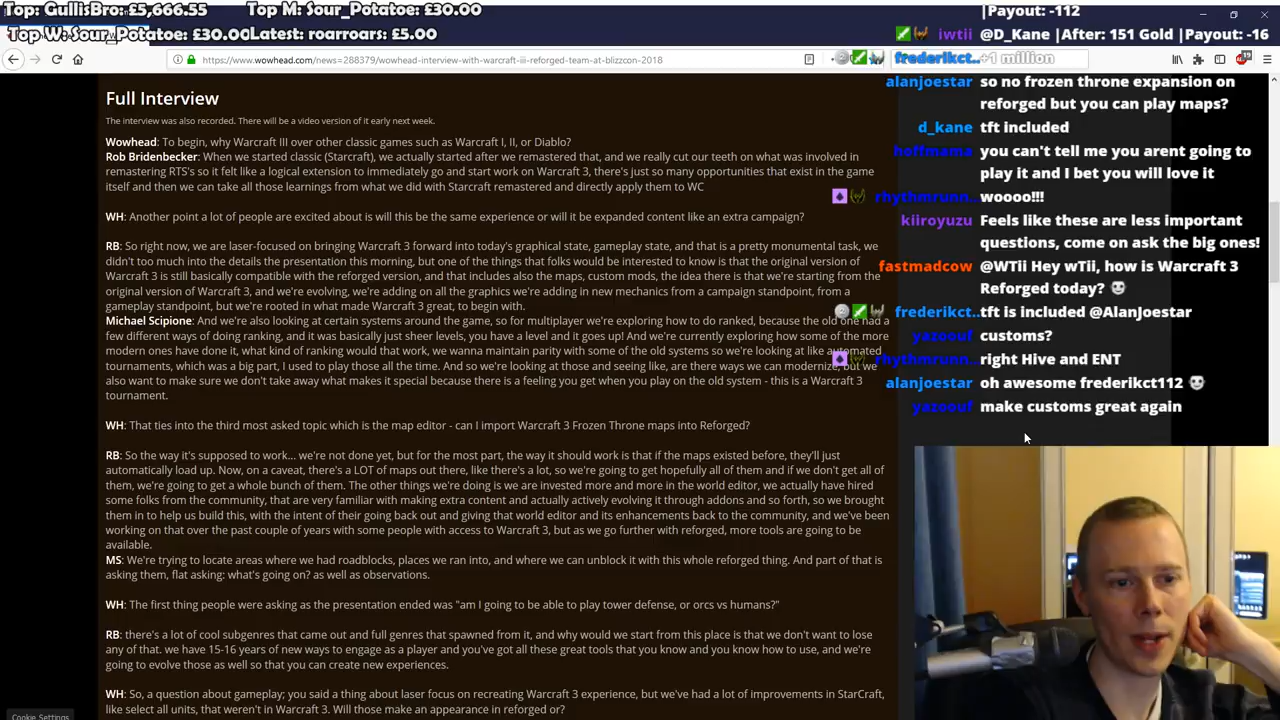 Top: GullisBro: £5,666.55
Top M: Sour_Potatoe: £30.00
Top W: Sour_Potatoe: £30.00
Latest: roarroars: £5.00
https://www.wowhead.com/news=288379/wowhead-interview-with-warcraft-iii-reforged-team-at-blizzcon-2018
Full Interview
The interview was also recorded. There will be a video version of it early next week.
Wowhead: To begin, why Warcraft III over other classic games such as Warcraft I, II, or Diablo?
Rob Bridenbecker: When we started classic (Starcraft), we actually started after we remastered that, and we really cut our teeth on what was involved in
remastering RTS's so it felt like a logical extension to immediately go and start work on Warcraft 3, there's just so many opportunities that exist in the game
itself and then we can take all those learnings from what we did with Starcraft remastered and directly apply them to WC
WH: Another point a lot of people are excited about is will this be the same experience or will it be expanded content like an extra campaign?
RB: So right now, we are laser-focused on bringing Warcraft 3 forward into today's graphical state, gameplay state, and that is a pretty monumental task, we
didn't too much into the details the presentation this morning, but one of the things that folks would be interested to know is that the original version of
Warcraft 3 is still basically compatible with the reforged version, and that includes also the maps, custom mods, the idea there is that we're starting from the
original version of Warcraft 3, and we're evolving, we're adding on all the graphics we're adding in new mechanics from a campaign standpoint, from a
gameplay standpoint, but we're rooted in what made Warcraft 3 great, to begin with.
Michael Scipione: And we're also looking at certain systems around the game, so for multiplayer we're exploring how to do ranked, because the old one had a
few different ways of doing ranking, and it was basically just sheer levels, you have a level and it goes up! And we're currently exploring how some of the more
modern ones have done it, what kind of ranking would that work, we wanna maintain parity with some of the old systems so we're looking at like automated
tournaments, which was a big part, I used to play those all the time. And so we're looking at those and seeing like, are there ways we can modernize, but we
also want to make sure we don't take away what makes it special because there is a feeling you get when you play on the old system - this is a Warcraft 3
tournament.
WH: That ties into the third most asked topic which is the map editor - can I import Warcraft 3 Frozen Throne maps into Reforged?
RB: So the way it's supposed to work... we're not done yet, but for the most part, the way it should work is that if the maps existed before, they'll just
automatically load up. Now, on a caveat, there's a LOT of maps out there, like there's a lot, so we're going to get hopefully all of them and if we don't get all of
them, we're going to get a whole bunch of them. The other things we're doing is we are invested more and more in the world editor, we actually have hired
some folks from the community, that are very familiar with making extra content and actually actively evolving it through addons and so forth, so we brought
them in to help us build this, with the intent of their going back out and giving that world editor and its enhancements back to the community, and we've been
working on that over the past couple of years with some people with access to Warcraft 3, but as we go further with reforged, more tools are going to be
available.
MS: We're trying to locate areas where we had roadblocks, places we ran into, and where we can unblock it with this whole reforged thing. And part of that is
asking them, flat asking: what's going on? as well as observations.
WH: The first thing people were asking as the presentation ended was "am I going to be able to play tower defense, or orcs vs humans?"
RB: there's a lot of cool subgenres that came out and full genres that spawned from it, and why would we start from this place is that we don't want to lose
any of that. we have 15-16 years of new ways to engage as a player and you've got all these great tools that you know and you know how to use, and we're
going to evolve those as well so that you can create new experiences.
WH: So, a question about gameplay; you said a thing about laser focus on recreating Warcraft 3 experience, but we've had a lot of improvements in StarCraft,
like select all units, that weren't in Warcraft 3. Will those make an appearance in reforged or?
Cookie Settings
|Payout: -112
iwtii @D_Kane |After: 151 Gold |Payout: -16
frederikct.. +1 million
alanjoestar so no frozen throne expansion on
reforged but you can play maps?
d_kane tft included
hoffmama you can't tell me you arent going to
play it and I bet you will love it
rhythmrunn.. woooo!!!
kiiroyuzu Feels like these are less important
questions, come on ask the big ones!
fastmadcow @WTii Hey wTii, how is Warcraft 3
Reforged today?
frederikct.. tft is included @AlanJoestar
yazoouf customs?
rhythmrunn.. right Hive and ENT
alanjoestar oh awesome frederikct112
yazoouf make customs great again